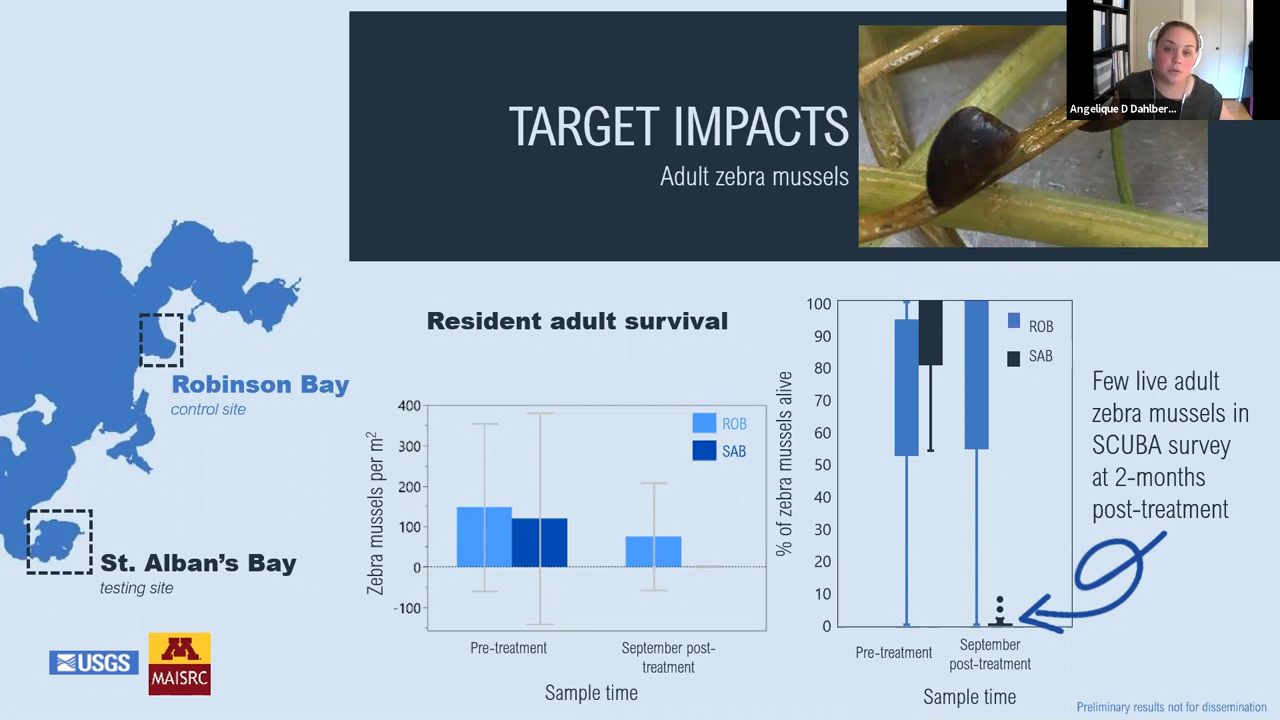 Angelique D Dahlber...
TARGET IMPACTS
Adult zebra mussels
Robinson Bay
control site
St. Alban's Bay
testing site
USGS
M
MAISRC
Resident adult survival
Zebra mussels per m²
400
300
200
100
0
-100
ROB
SAB
Pre-treatment
September post-
treatment
Sample time
% of zebra mussels alive
100
90
80
70
60
50
40
30
20
10
0
ROB
SAB
Pre-treatment
September
post-treatment
Sample time
Few live adult
zebra mussels in
SCUBA survey
at 2-months
post-treatment
Preliminary results not for dissemination